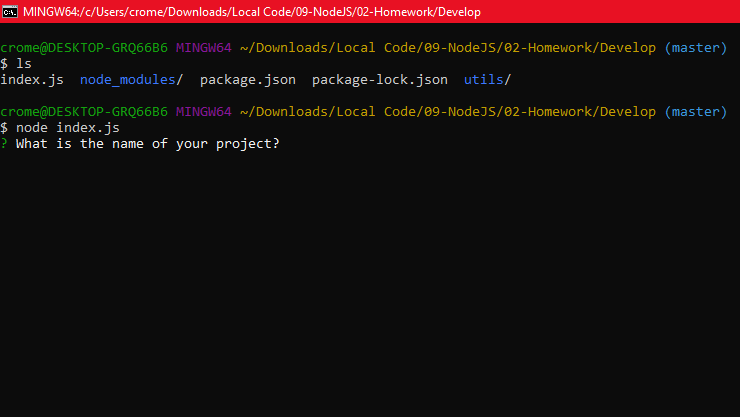 MINGW64:/c/Users/crome/Downloads/Local Code/09-NodeJS/02-Homework/Develop
crome@DESKTOP-GRQ66B6 MINGW64 ~/Downloads/Local Code/09-NodeJS/02-Homework/Develop (master)
$ ls
index.js  node_modules/  package.json  package-lock.json  utils/
crome@DESKTOP-GRQ66B6 MINGW64 ~/Downloads/Local Code/09-NodeJS/02-Homework/Develop (master)
$ node index.js
? What is the name of your project?